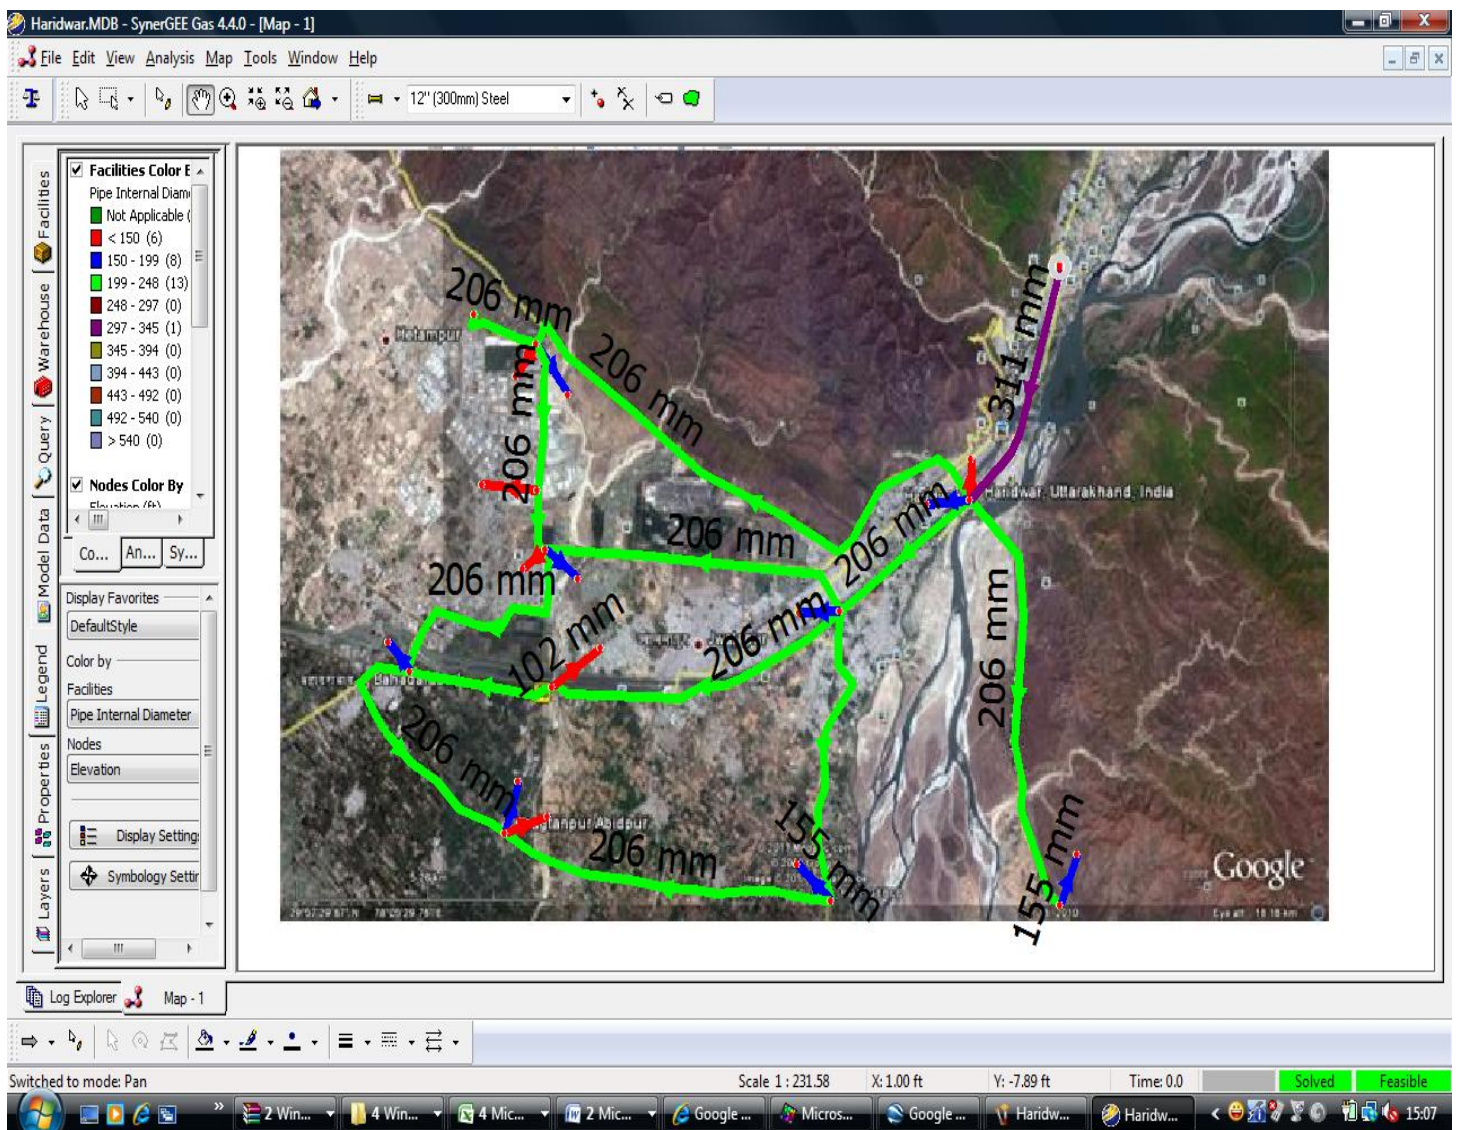 Haridwar.MDB - SynerGEE Gas 4.4.0 - [Map - 1]
File Edit View Analysis Map Tools Window Help
12" (300mm) Steel
Facilities
Warehouse
Query
Model Data
Legend
Properties
Layers
Facilities Color E
Pipe Internal Diam
Not Applicable (
< 150 (6)
150 - 199 (8)
199 - 248 (13)
248 - 297 (0)
297 - 345 (1)
345 - 394 (0)
394 - 443 (0)
443 - 492 (0)
492 - 540 (0)
> 540 (0)
Nodes Color By
Elevation (ft)
Co... An... Sy...
Display Favorites
DefaultStyle
Color by
Facilities
Pipe Internal Diameter
Nodes
Elevation
Display Setting
Symbology Settin
206 mm
206 mm
206 mm
311 mm
Haridwar, Uttarakhand, India
206 mm
206 mm
206 mm
102 mm
206 mm
206 mm
206 mm
206 mm
155 mm
155 mm
Google
2010
Log Explorer Map - 1
Switched to mode: Pan Scale 1 : 231.58 X: 1.00 ft Y: -7.89 ft Time: 0.0 Solved Feasible
» 2 Win... 4 Win... 4 Mic... 2 Mic... Google ... Micros... Google ... Haridw... Haridw... 15:07